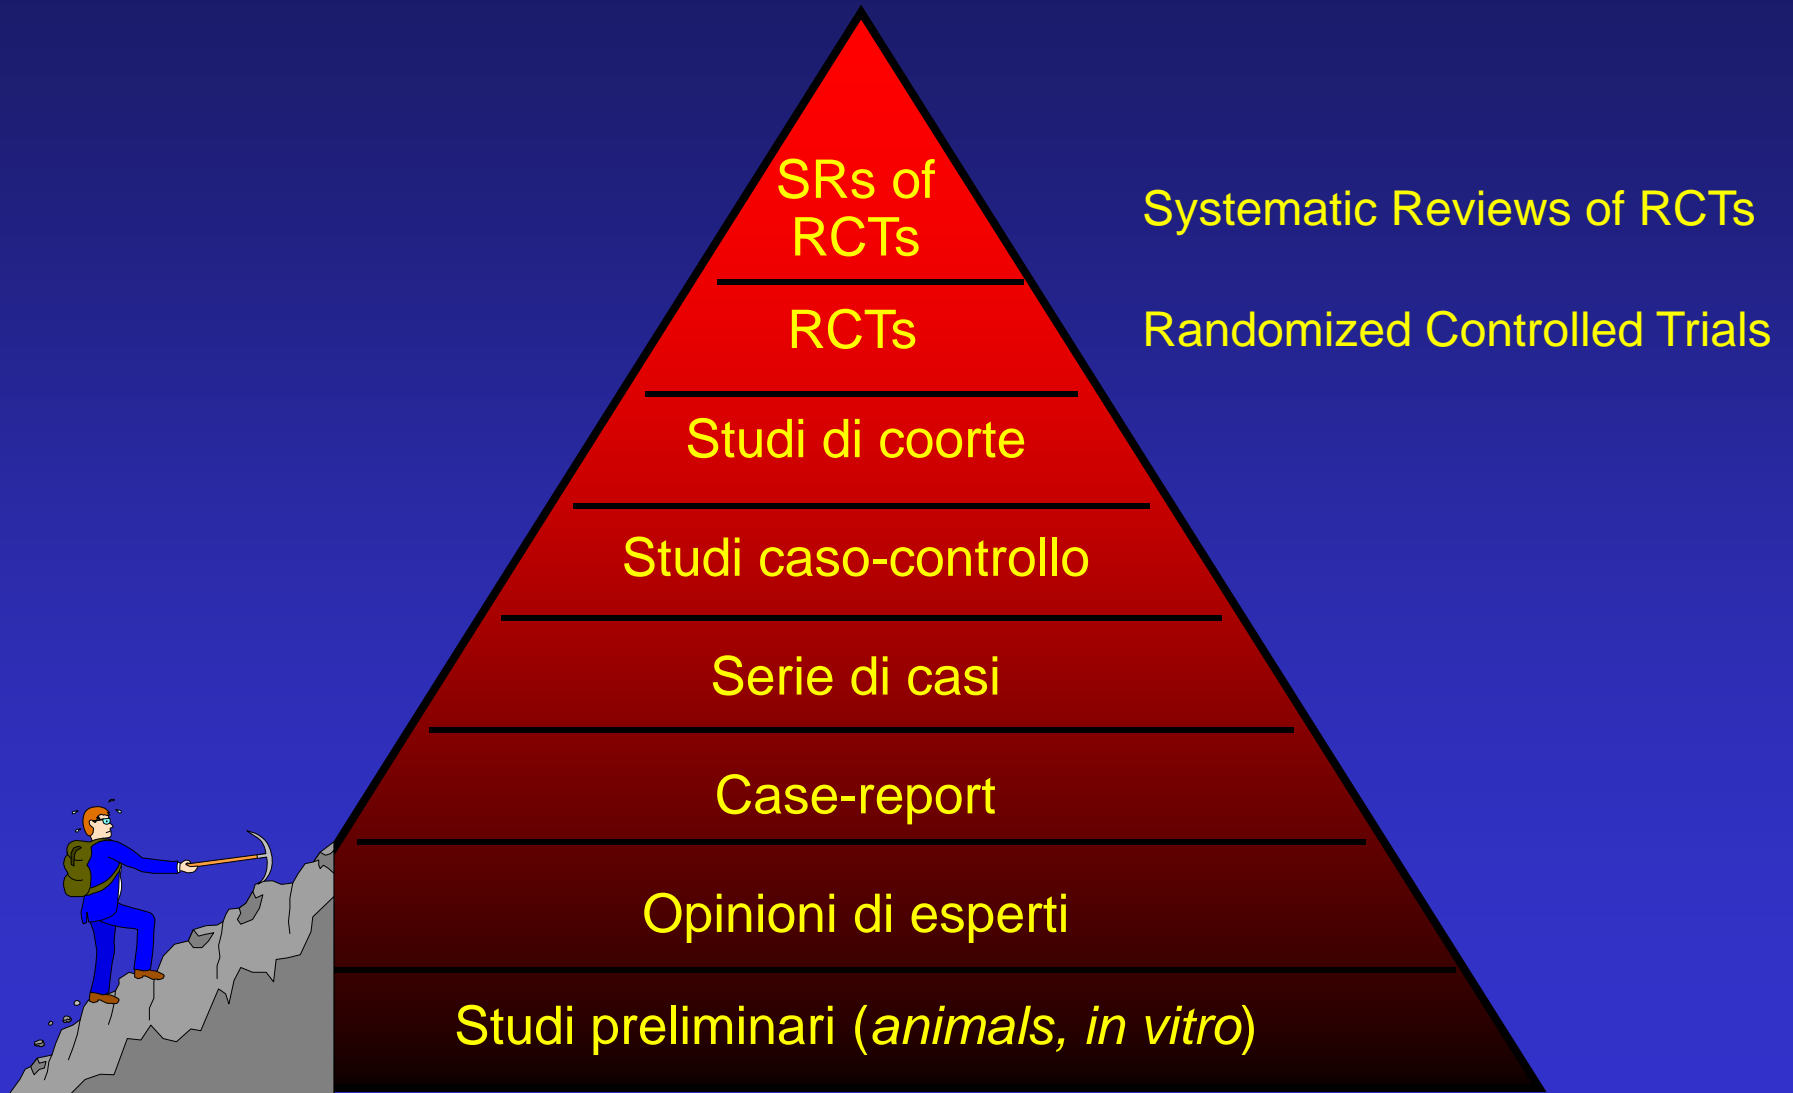 SRs of
RCTs
Systematic Reviews of RCTs
RCTs
Randomized Controlled Trials
Studi di coorte
Studi caso-controllo
Serie di casi
Case-report
Opinioni di esperti
Studi preliminari (animals, in vitro)